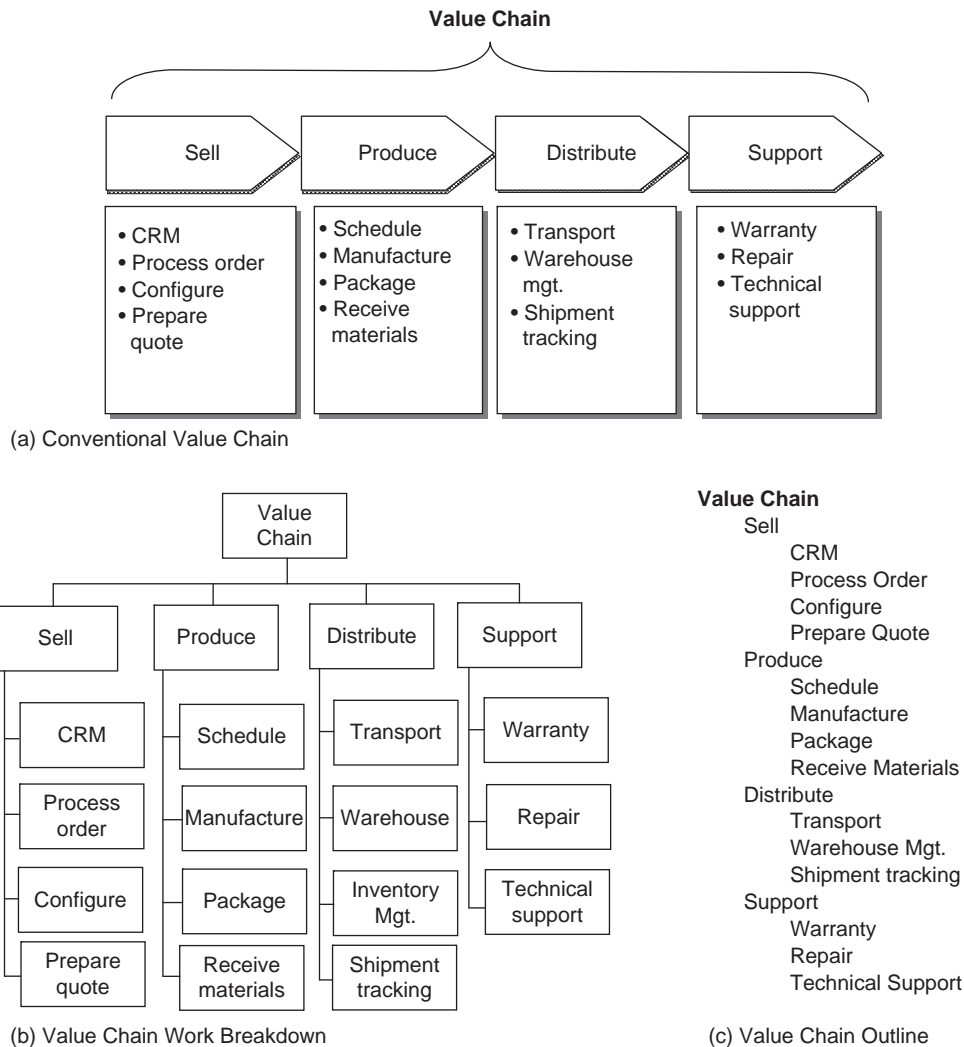 Value Chain
Sell
Produce
Distribute
Support
• CRM
• Process order
• Configure
• Prepare
quote
• Schedule
• Manufacture
• Package
• Receive
materials
• Transport
• Warehouse
mgt.
• Shipment
tracking
• Warranty
• Repair
• Technical
support
(a) Conventional Value Chain
Value
Chain
Sell
Produce
Distribute
Support
CRM
Process
order
Configure
Prepare
quote
Schedule
Manufacture
Package
Receive
materials
Transport
Warehouse
Inventory
Mgt.
Shipment
tracking
Warranty
Repair
Technical
support
(b) Value Chain Work Breakdown
Value Chain
Sell
CRM
Process Order
Configure
Prepare Quote
Produce
Schedule
Manufacture
Package
Receive Materials
Distribute
Transport
Warehouse Mgt.
Shipment tracking
Support
Warranty
Repair
Technical Support
(c) Value Chain Outline